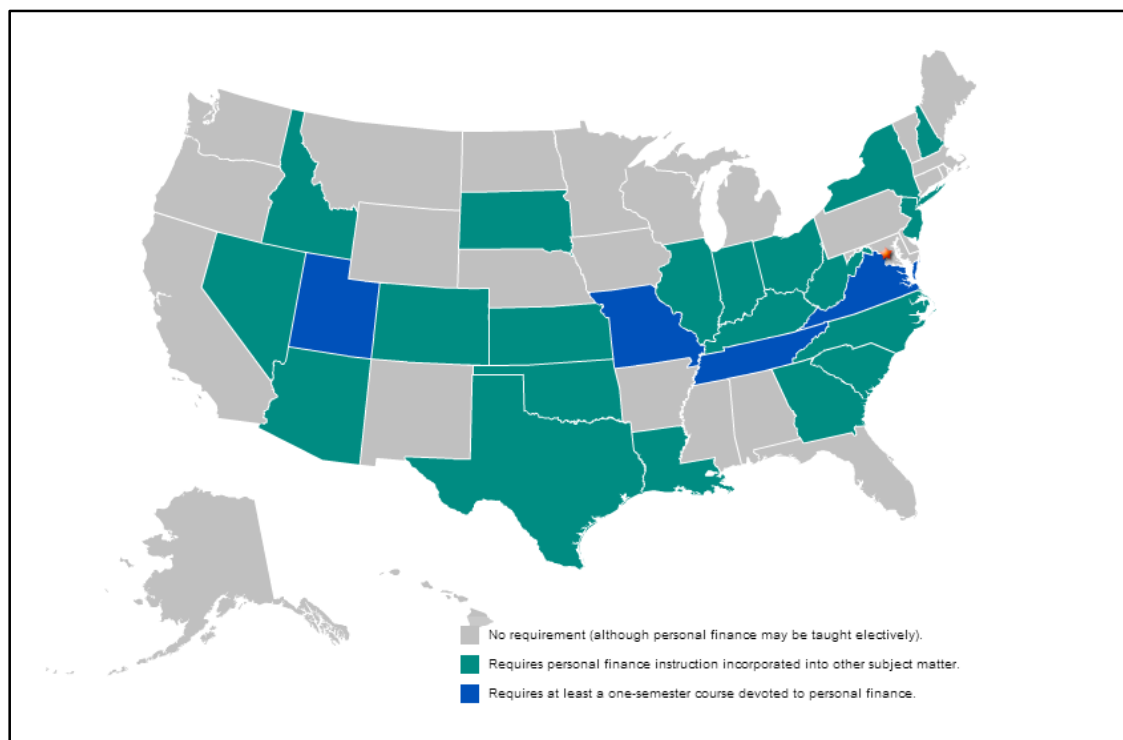 No requirement (although personal finance may be taught electively).
Requires personal finance instruction incorporated into other subject matter.
Requires at least a one-semester course devoted to personal finance.